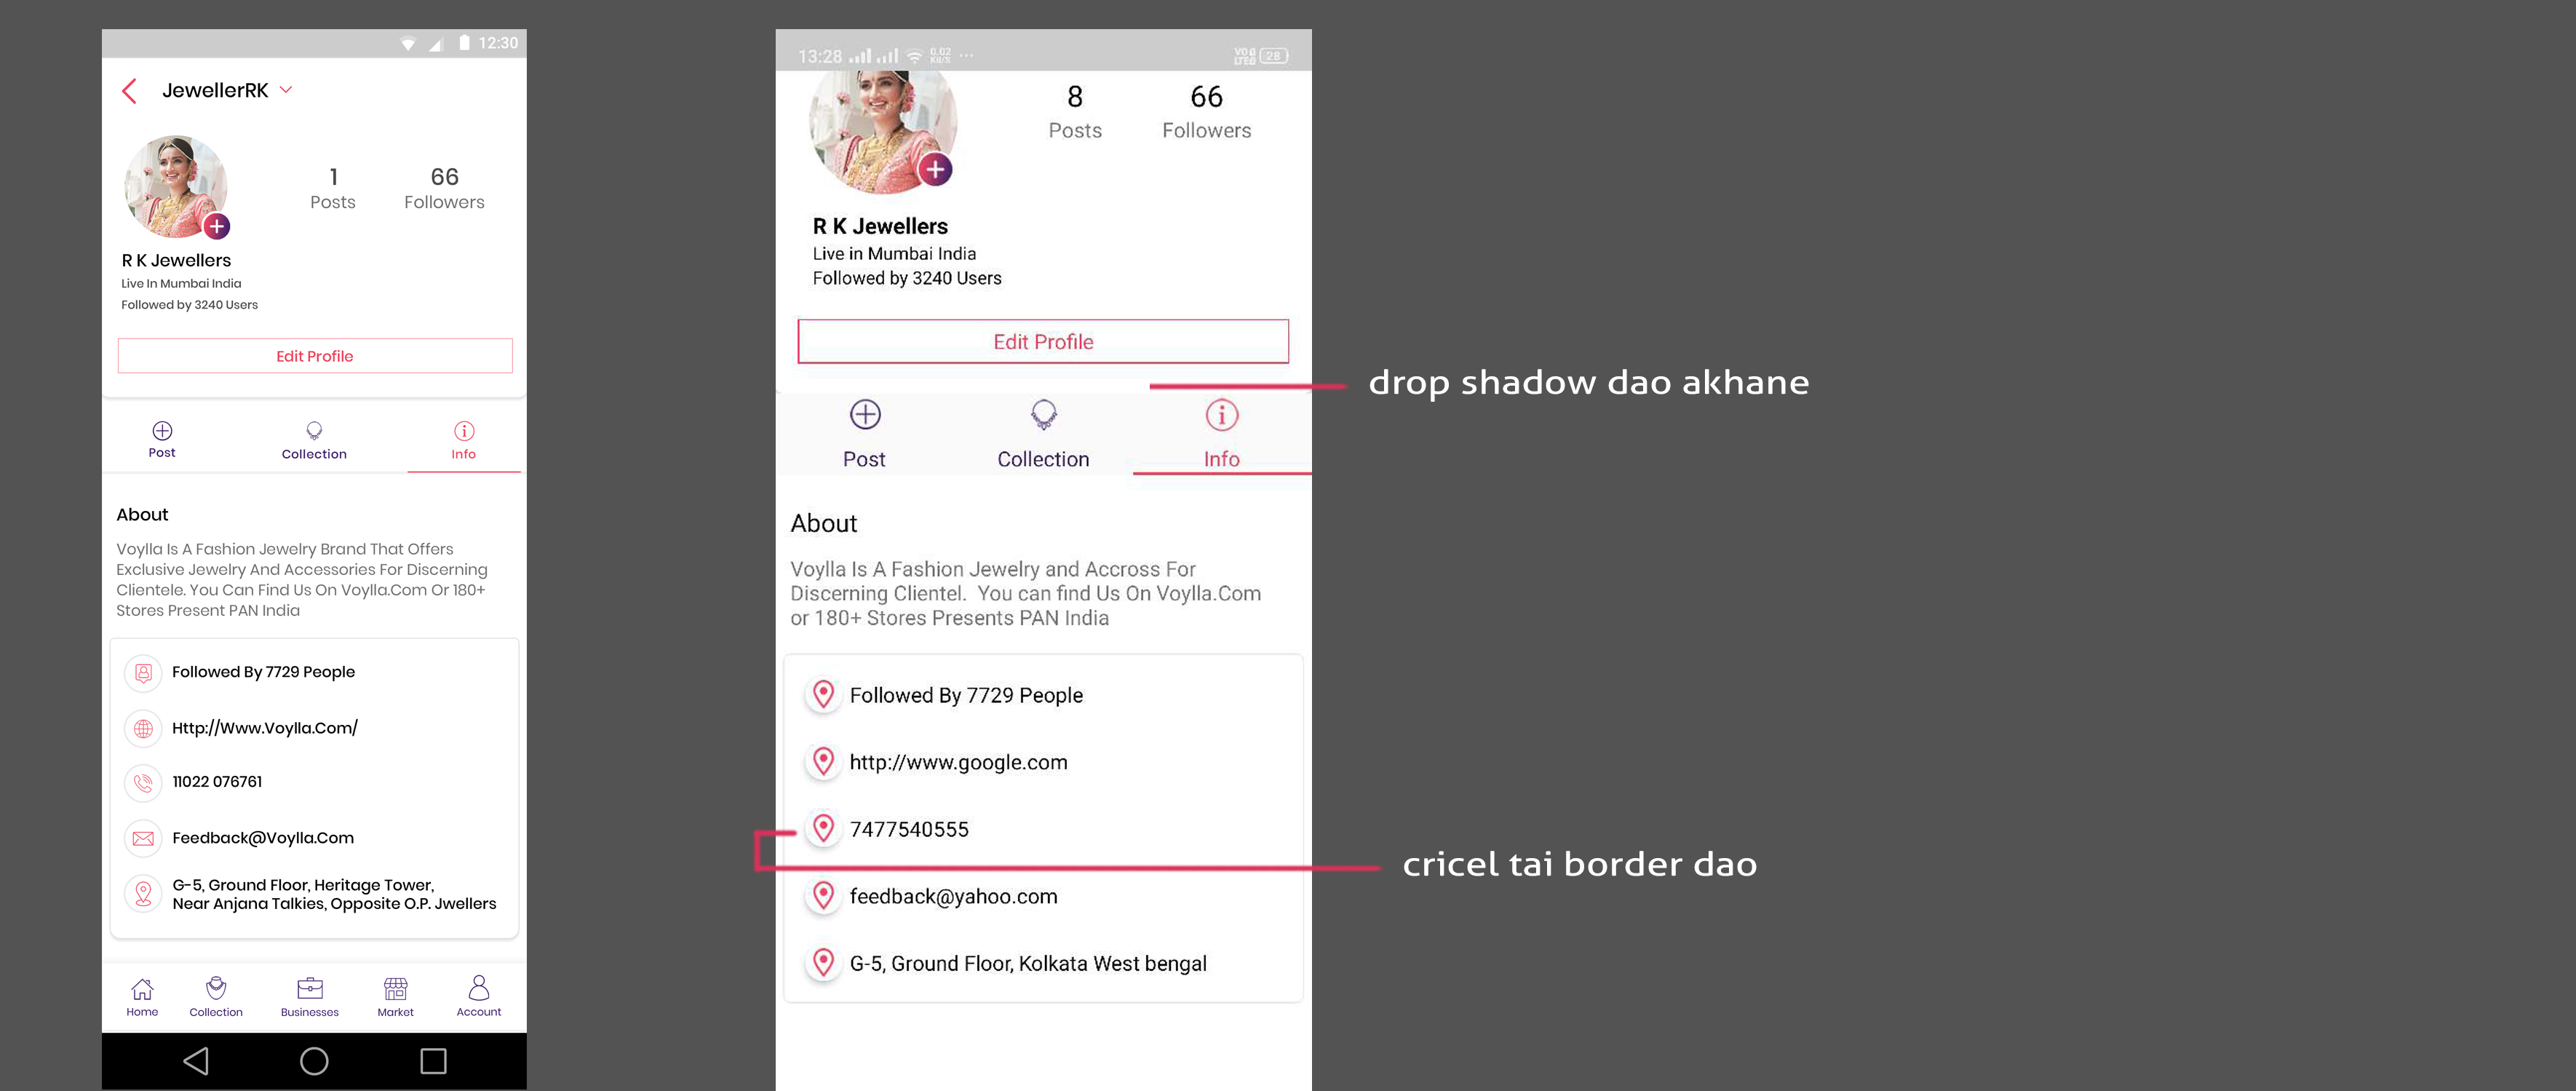 12:30
JewellerRK
1
66
Posts
Followers
R K Jewellers
Live In Mumbai India
Followed by 3240 Users
Edit Profile
Post
Collection
Info
About
Voylla Is A Fashion Jewelry Brand That Offers
Exclusive Jewelry And Accessories For Discerning
Clientele. You Can Find Us On Voylla.Com Or 180+
Stores Present PAN India
Followed By 7729 People
Http://Www.Voylla.Com/
11022 076761
Feedback@Voylla.Com
G-5, Ground Floor, Heritage Tower,
Near Anjana Talkies, Opposite O.P. Jwellers
Home
Collection
Businesses
Market
Account
13:28
0.02
KB/S
...
VO
LTE
28
8
66
Posts
Followers
R K Jewellers
Live in Mumbai India
Followed by 3240 Users
Edit Profile
Post
Collection
Info
About
Voylla Is A Fashion Jewelry and Accross For
Discerning Clientel. You can find Us On Voylla.Com
or 180+ Stores Presents PAN India
Followed By 7729 People
http://www.google.com
7477540555
feedback@yahoo.com
G-5, Ground Floor, Kolkata West bengal
drop shadow dao akhane
cricel tai border dao